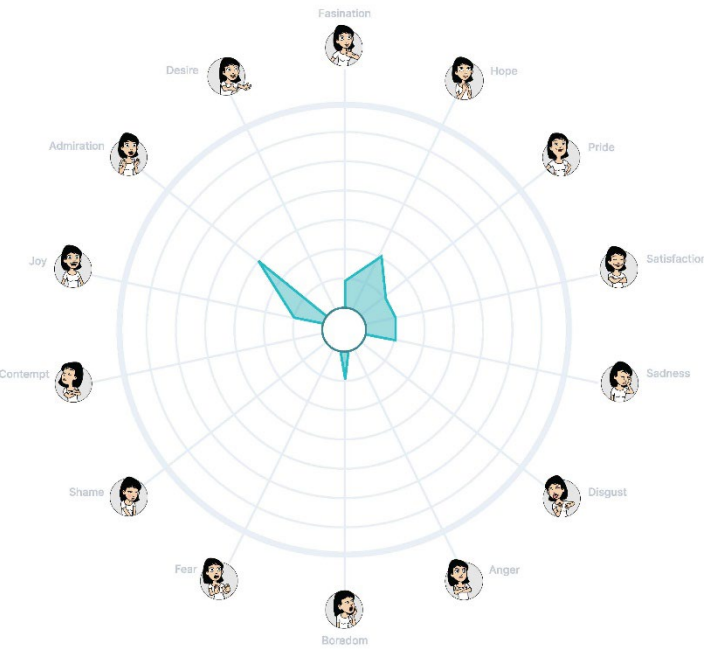 Fasination
Desire
Hope
Admiration
Pride
Joy
Satisfaction
Contempt
Sadness
Shame
Disgust
Fear
Anger
Boredom